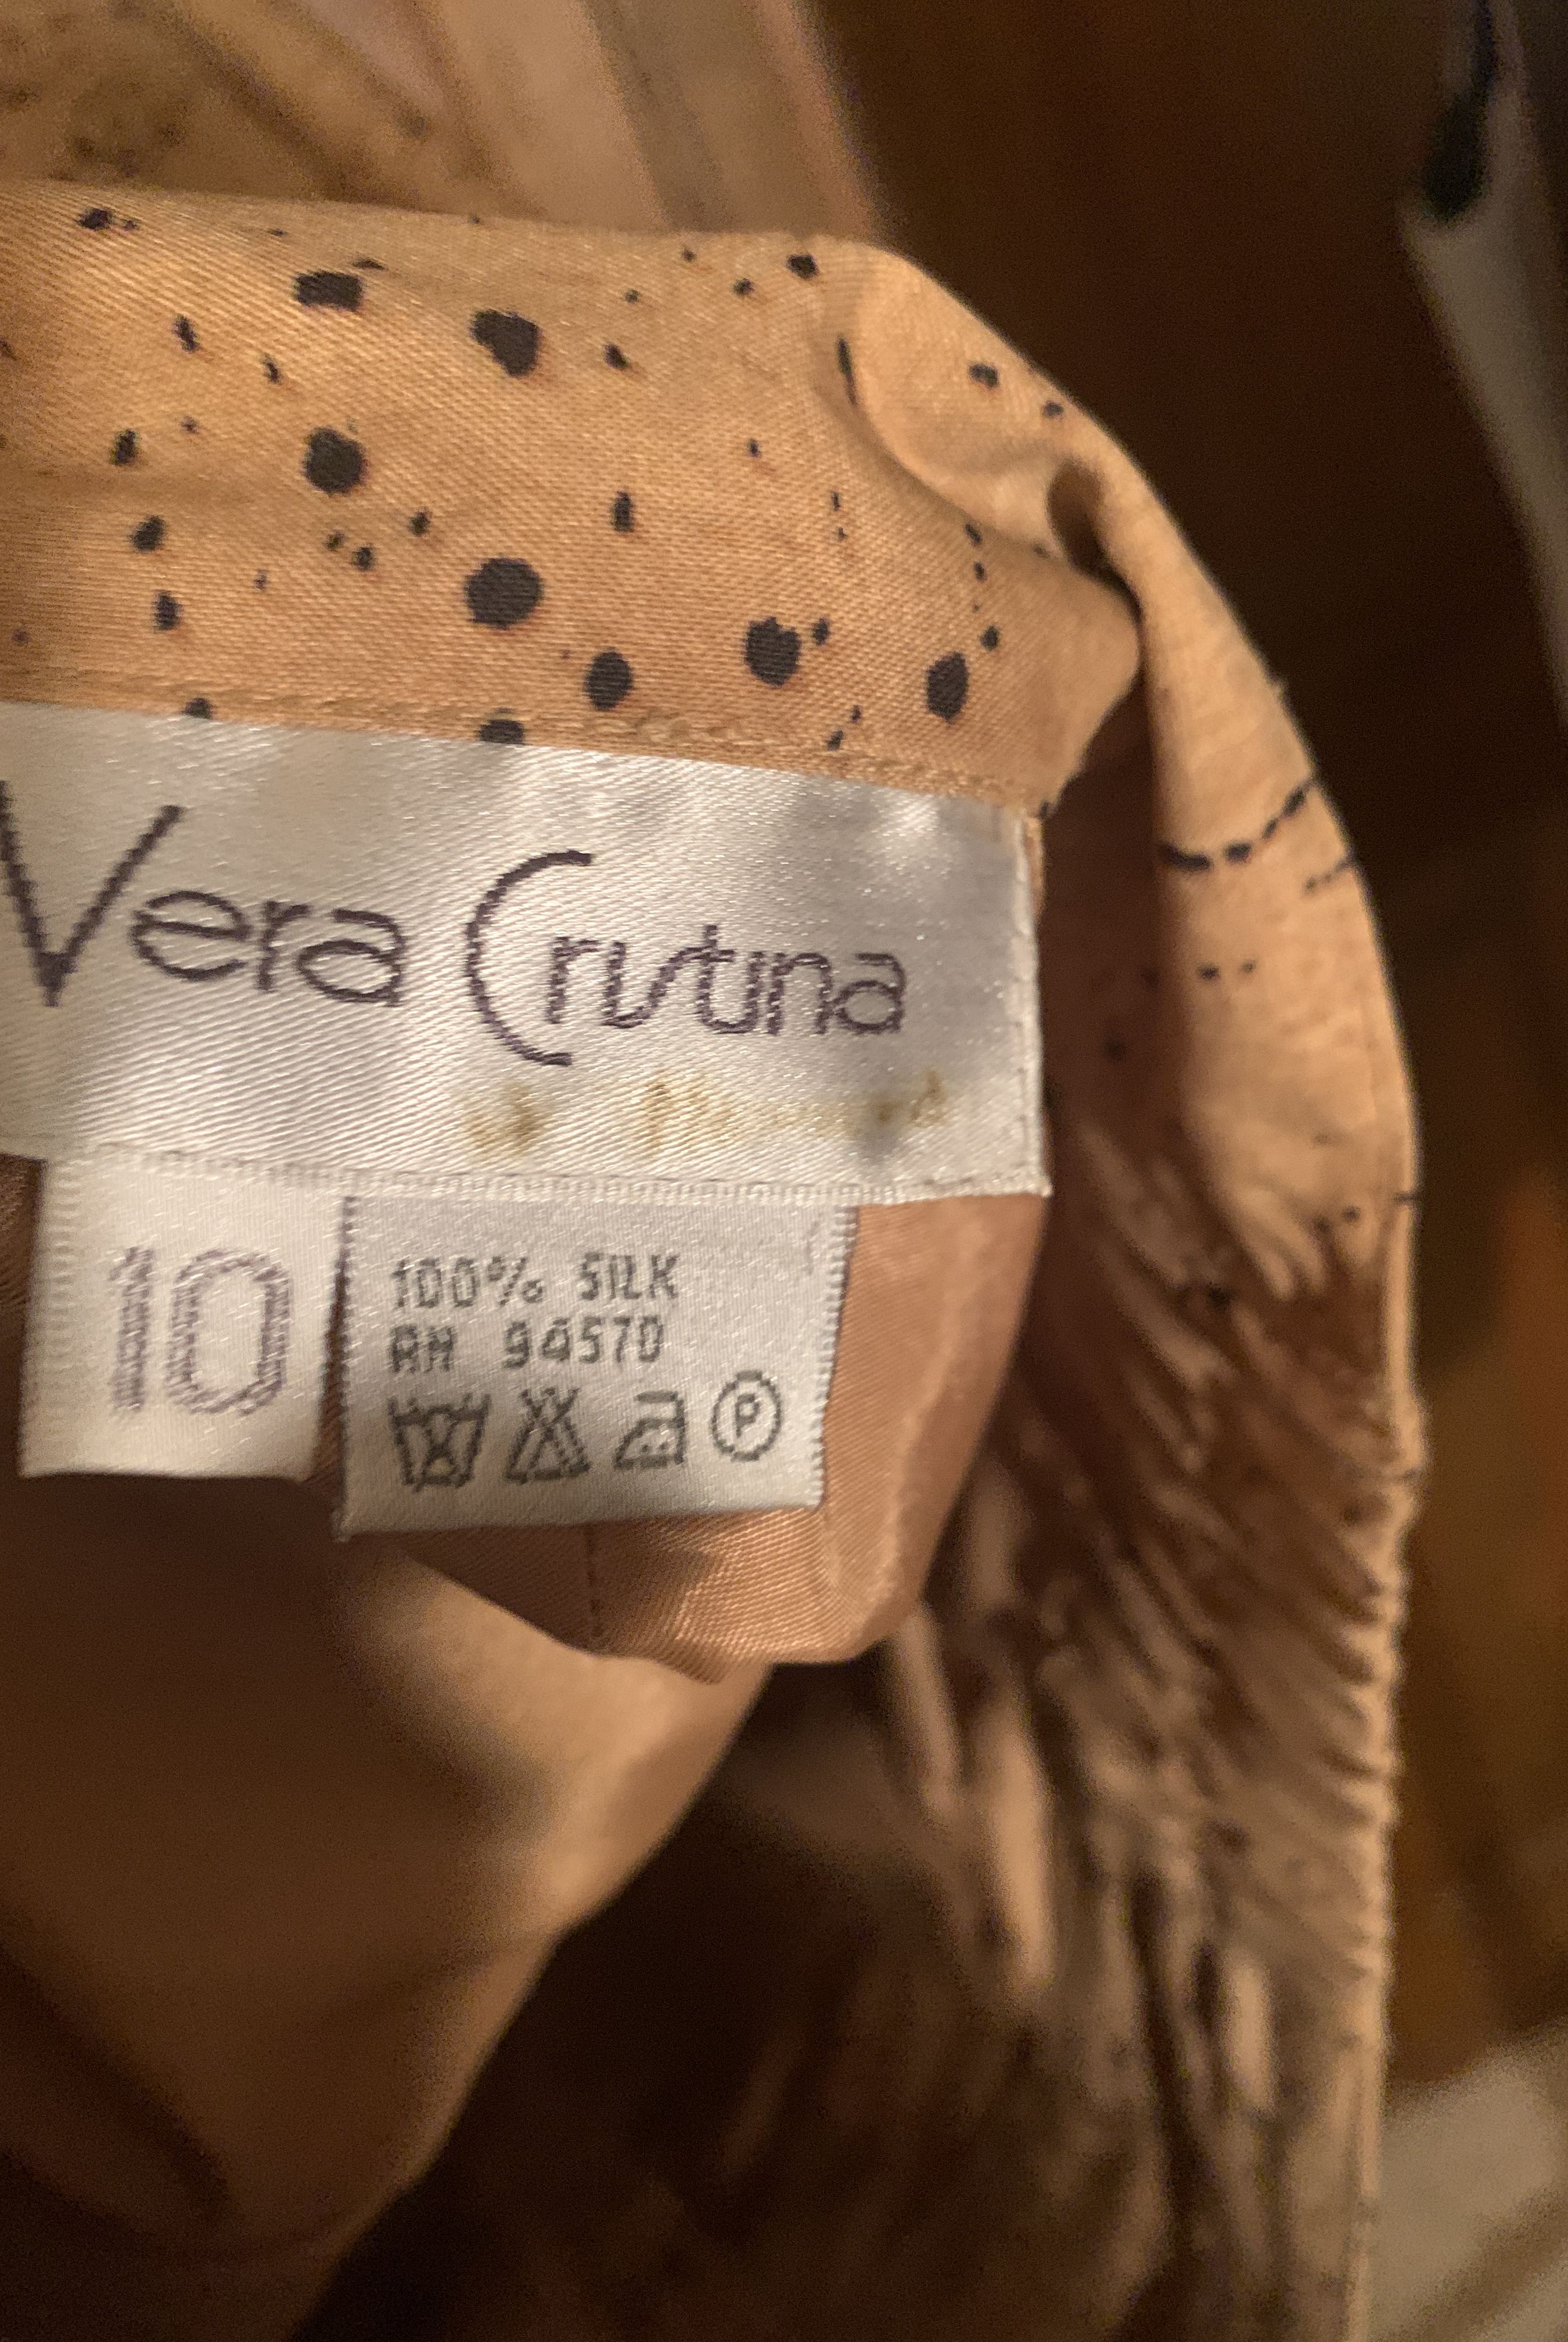 Vera Cristina
10
100% SILK
RN 94570
P